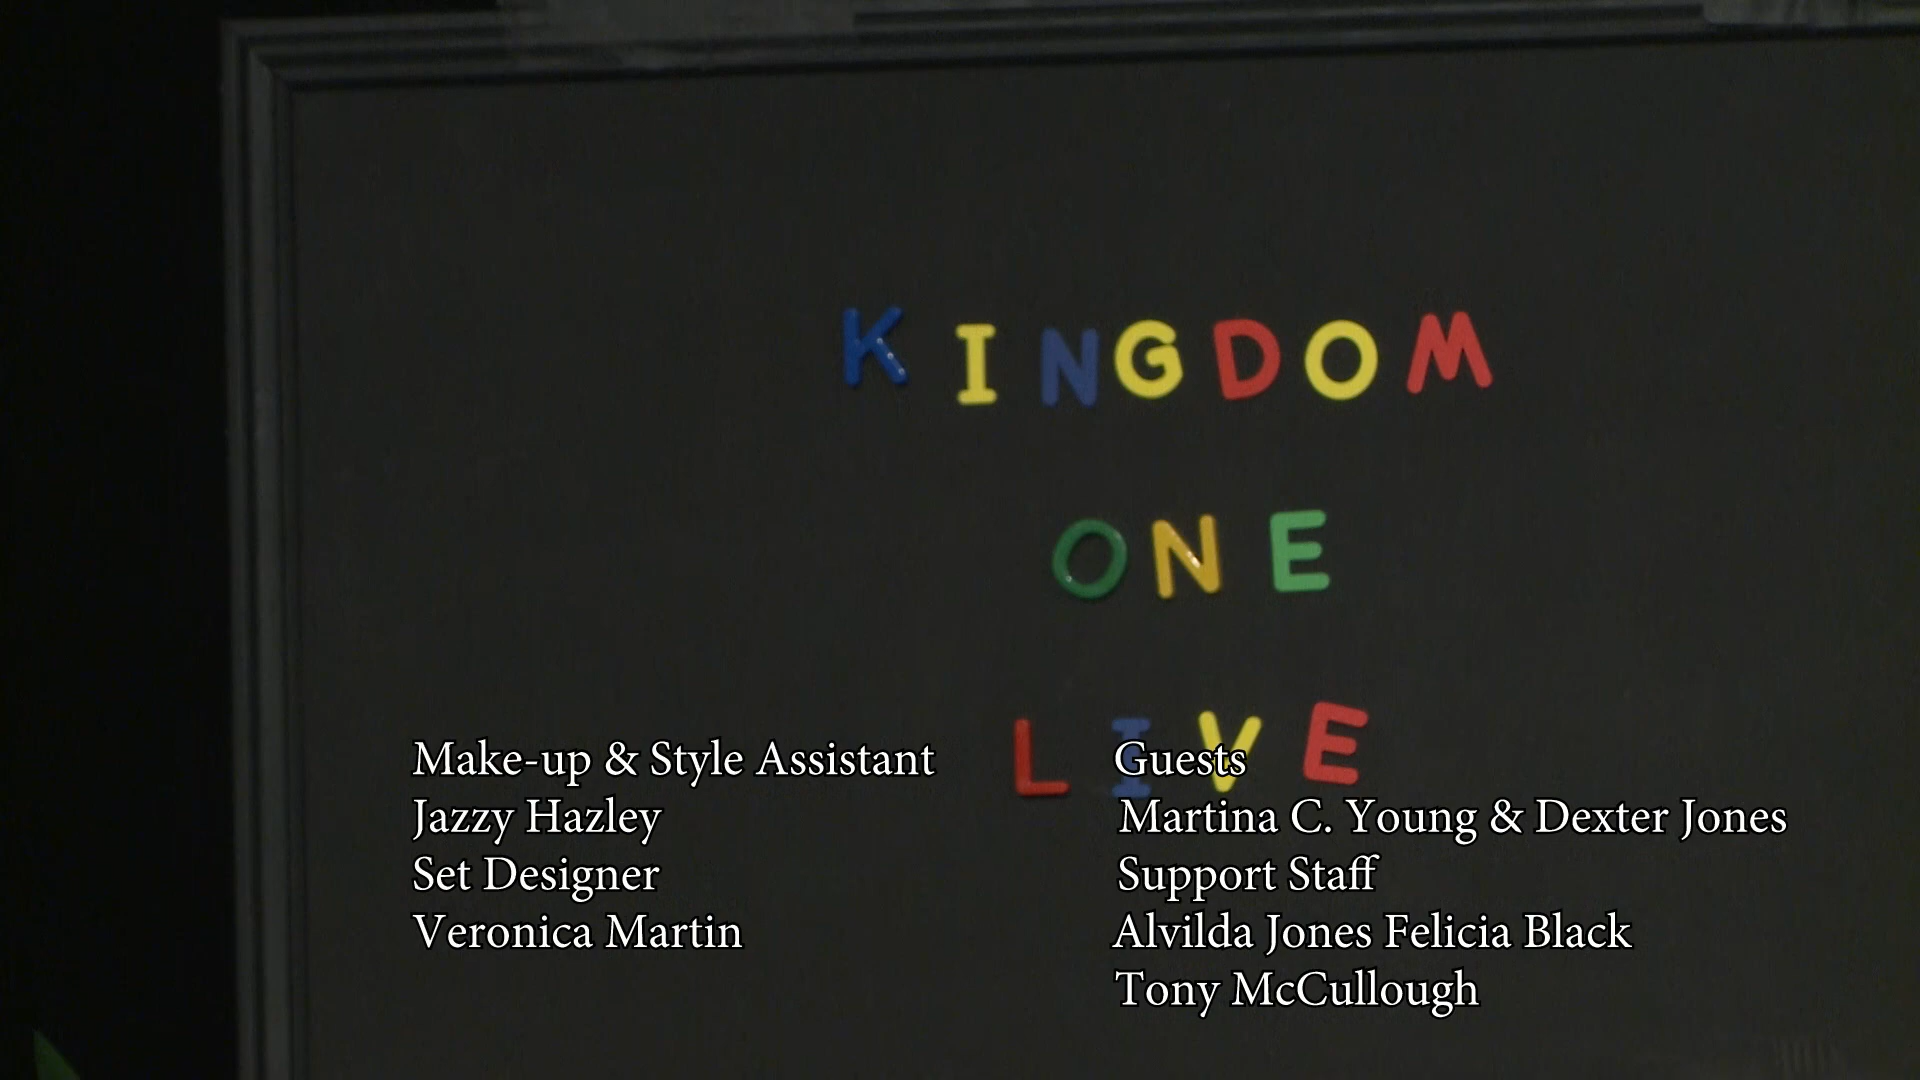 KINGDOM
ONE
LIVE
Make-up & Style Assistant
Jazzy Hazley
Set Designer
Veronica Martin
Guests
Martina C. Young & Dexter Jones
Support Staff
Alvilda Jones Felicia Black
Tony McCullough